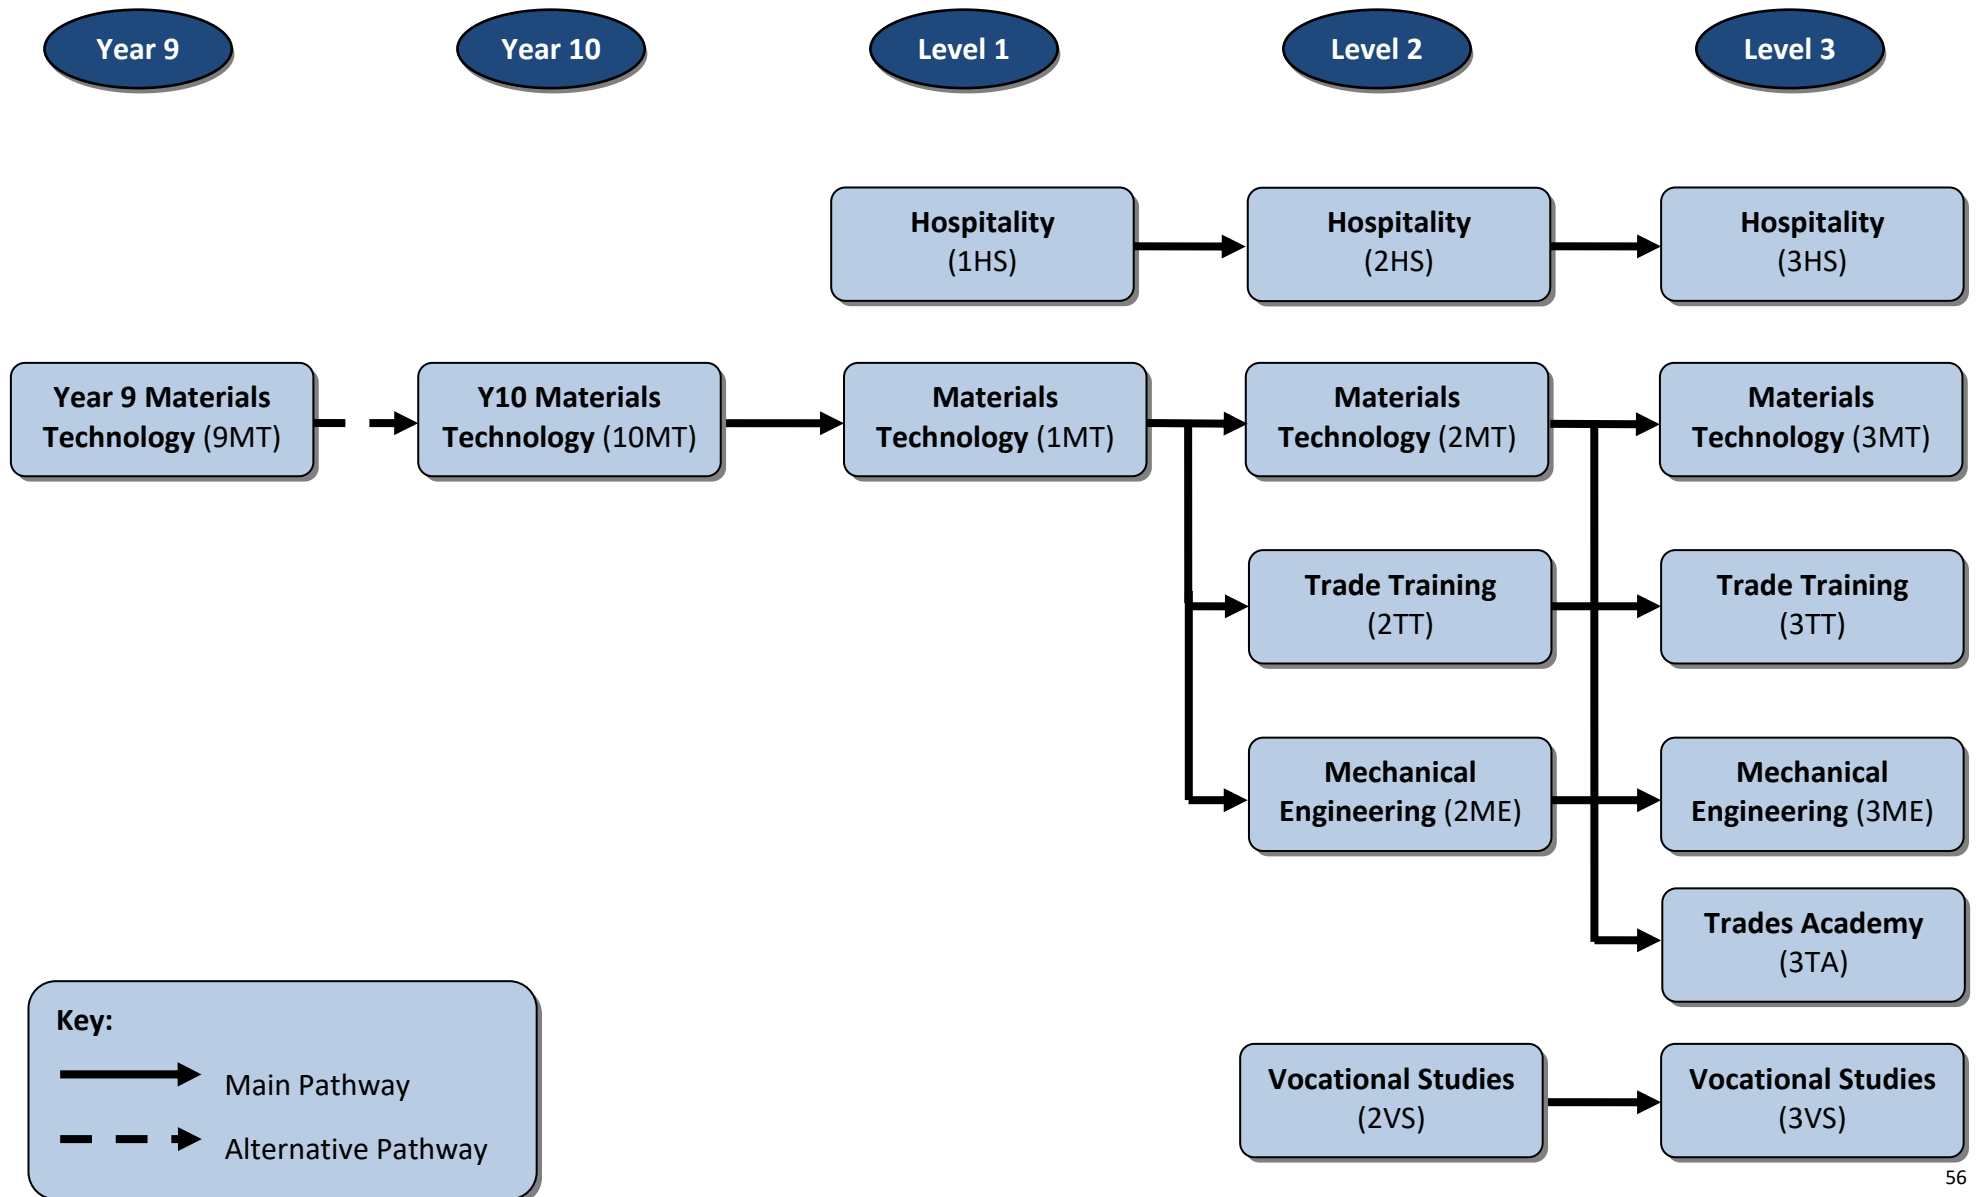 Year 9
Year 10
Level 1
Level 2
Level 3
Hospitality
(1HS)
Hospitality
(2HS)
Hospitality
(3HS)
Year 9 Materials
Technology (9MT)
Y10 Materials
Technology (10MT)
Materials
Technology (1MT)
Materials
Technology (2MT)
Materials
Technology (3MT)
Trade Training
(2TT)
Trade Training
(3TT)
Mechanical
Engineering (2ME)
Mechanical
Engineering (3ME)
Trades Academy
(3TA)
Vocational Studies
(2VS)
Vocational Studies
(3VS)
Key:
Main Pathway
Alternative Pathway
56